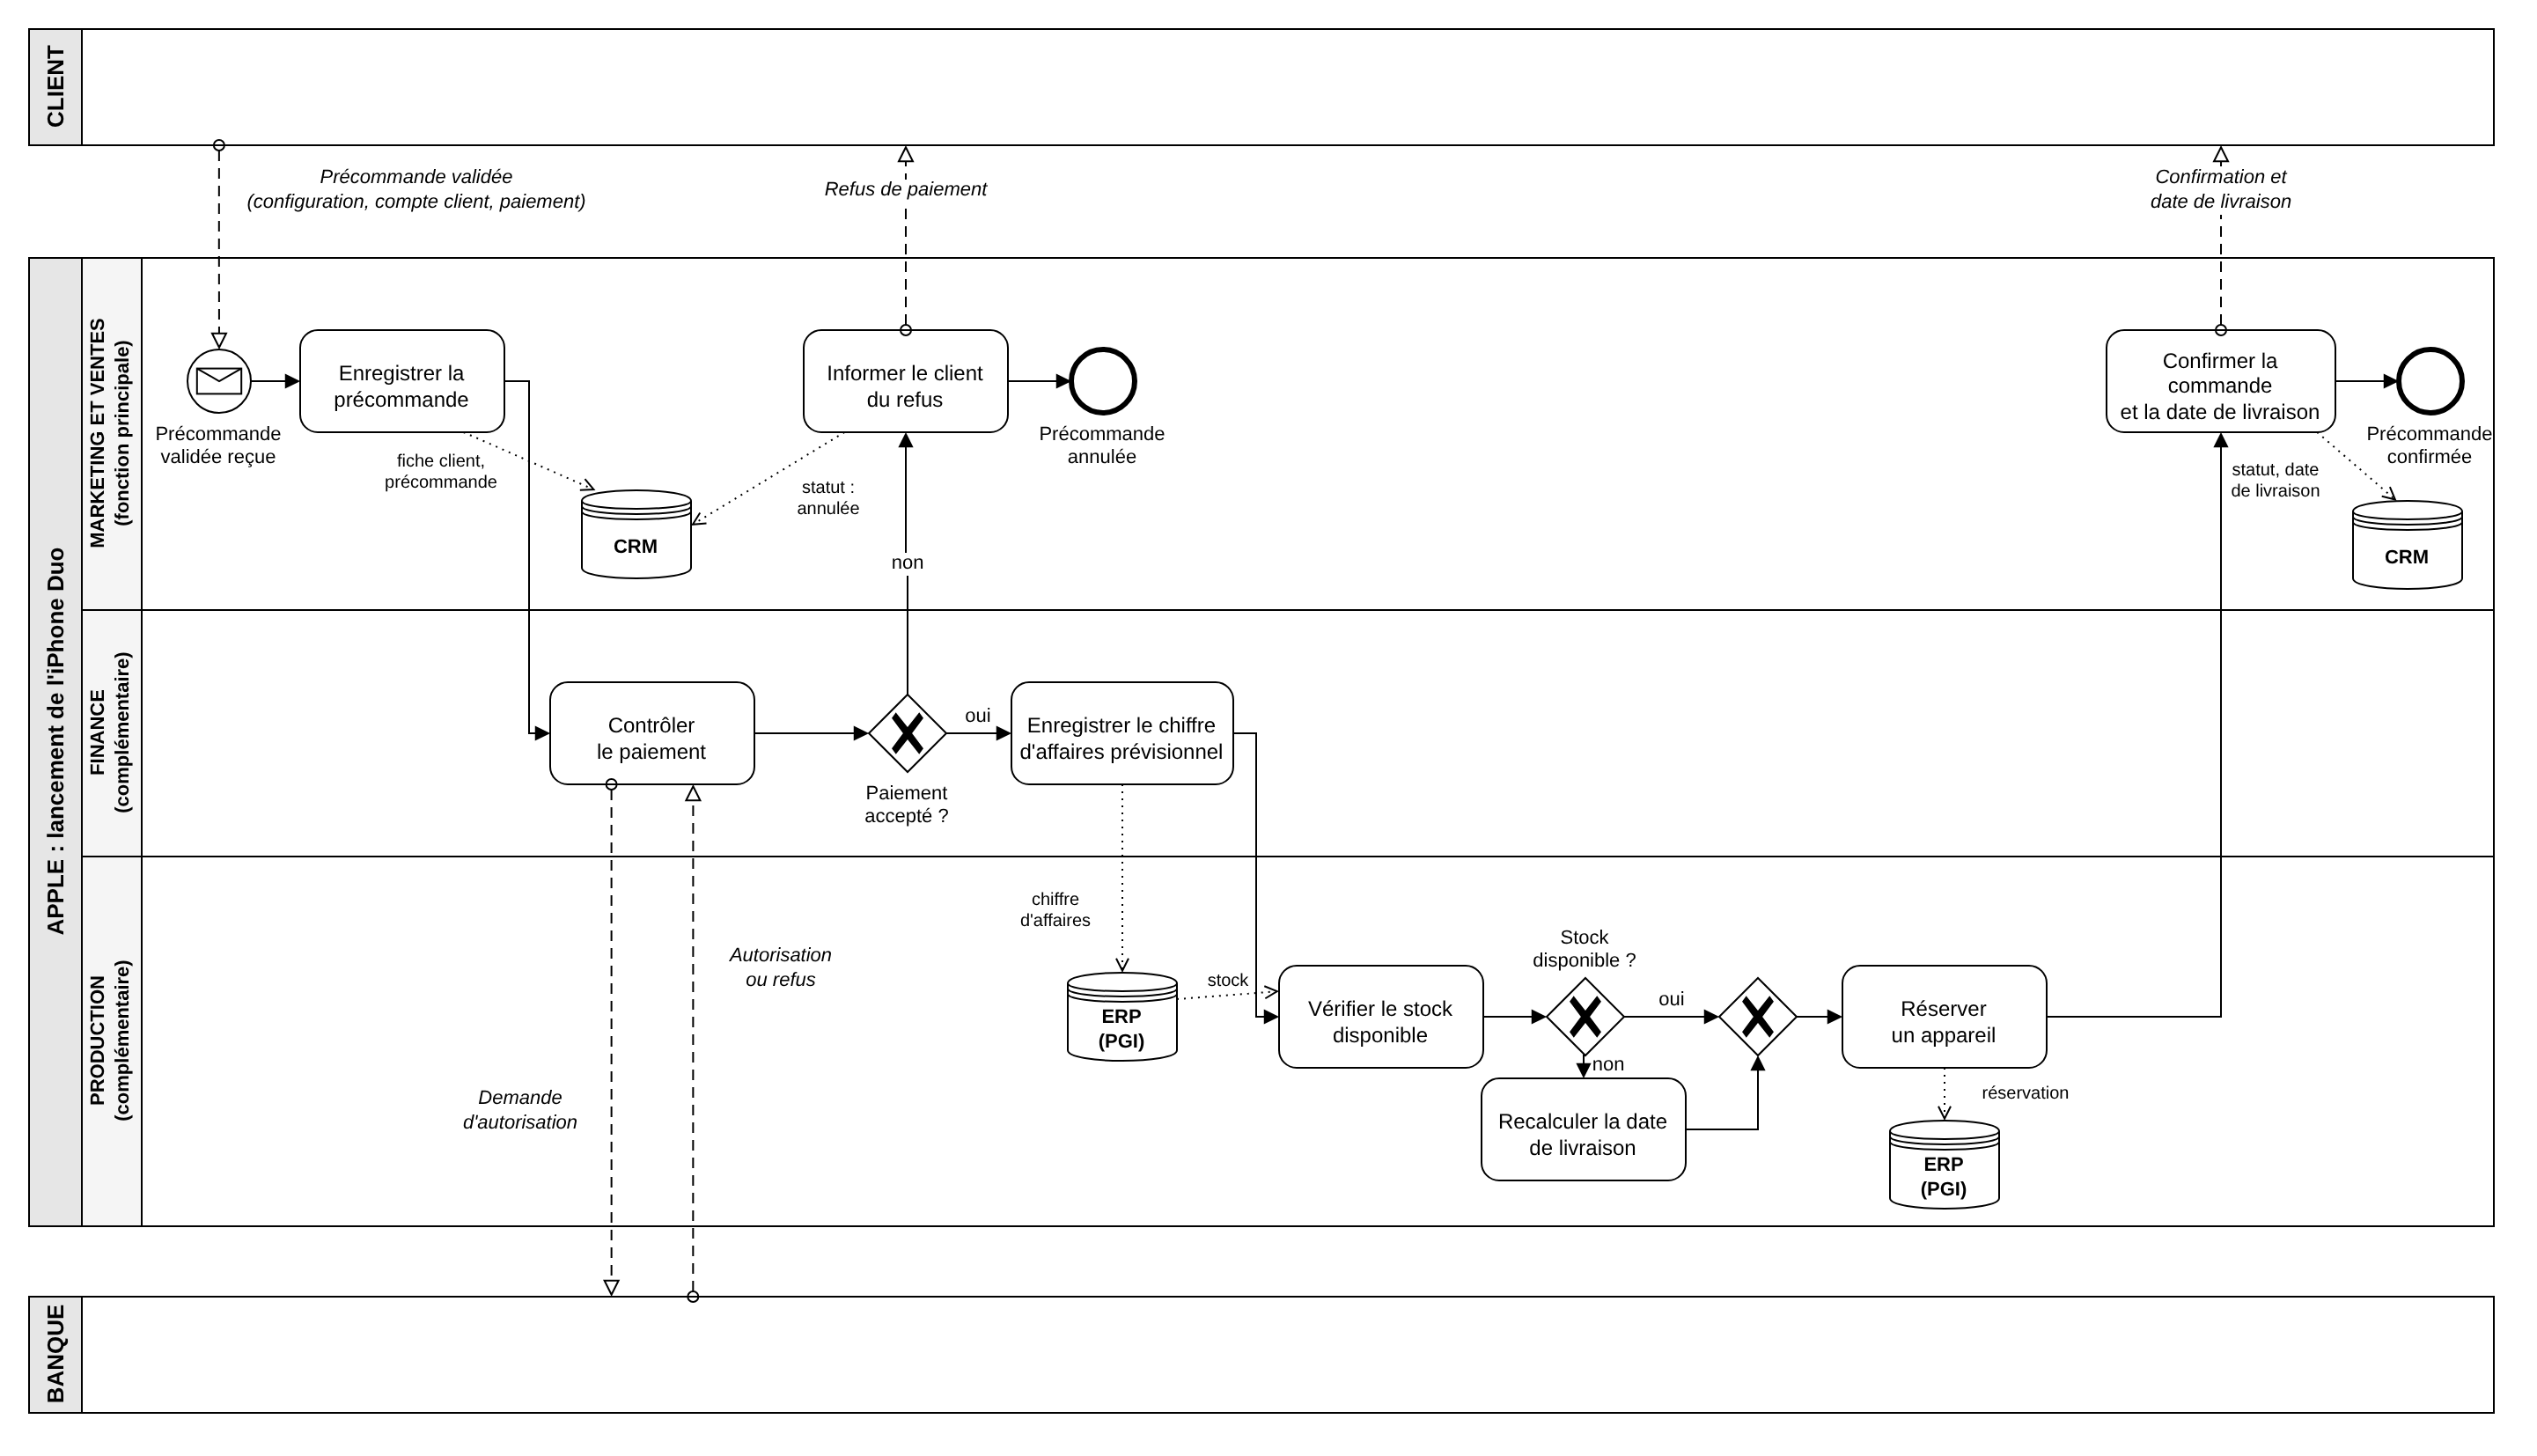 CLIENT
Précommande validée
(configuration, compte client, paiement)
Refus de paiement
Confirmation et
date de livraison
APPLE : lancement de l'iPhone Duo
MARKETING ET VENTES
(fonction principale)
Précommande
validée reçue
Enregistrer la
précommande
fiche client,
précommande
CRM
Informer le client
du refus
statut :
annulée
non
Précommande
annulée
Confirmer la
commande
et la date de livraison
Précommande
confirmée
statut, date
de livraison
CRM
FINANCE
(complémentaire)
Contrôler
le paiement
Paiement
accepté ?
oui
Enregistrer le chiffre
d'affaires prévisionnel
PRODUCTION
(complémentaire)
Demande
d'autorisation
Autorisation
ou refus
chiffre
d'affaires
ERP
(PGI)
stock
Vérifier le stock
disponible
Stock
disponible ?
oui
non
Recalculer la date
de livraison
Réserver
un appareil
réservation
ERP
(PGI)
BANQUE